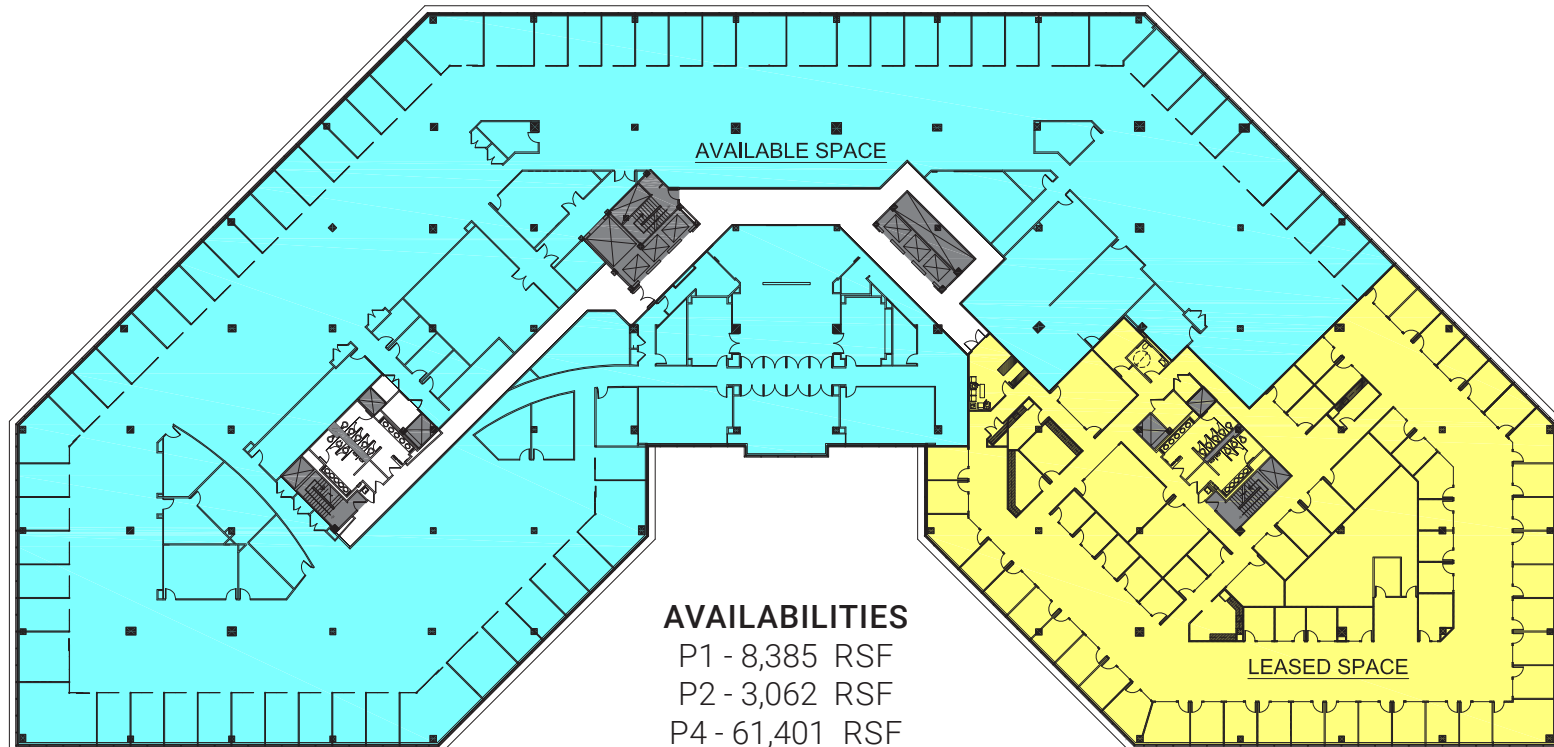 AVAILABLE SPACE
AVAILABILITIES
P1 - 8,385 RSF
P2 - 3,062 RSF
P4 - 61,401 RSF
LEASED SPACE